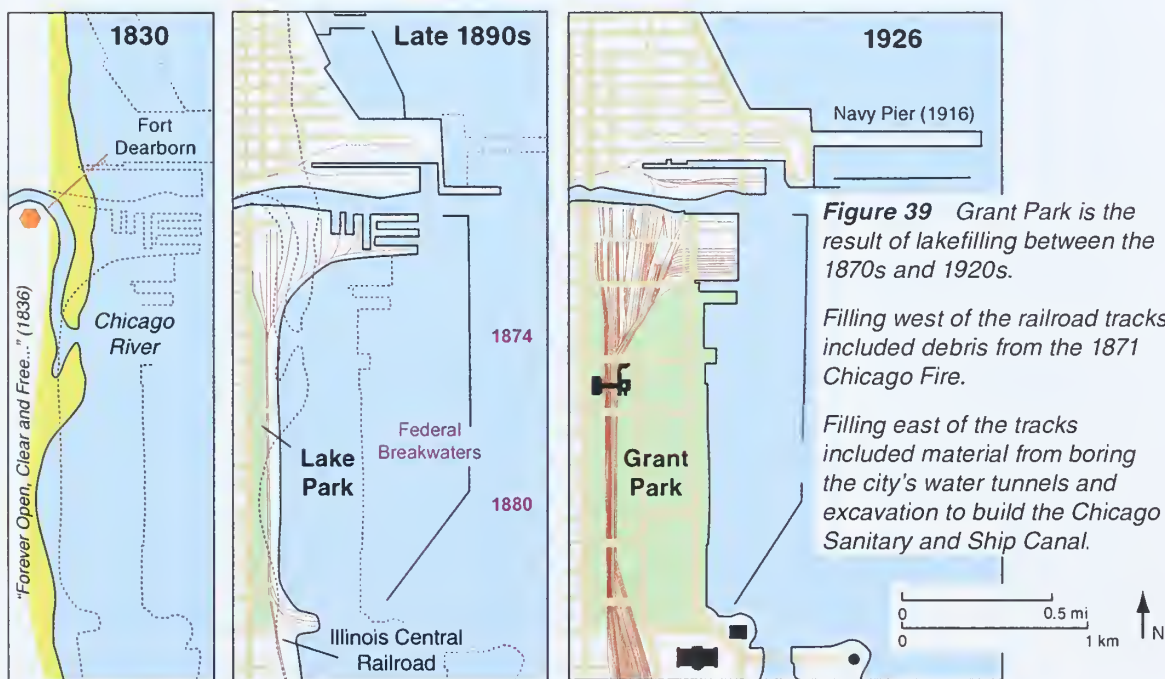 1830
Fort
Dearborn
Chicago
River
"Forever Open, Clear and Free..." (1836)
Late 1890s
1874
Federal
Breakwaters
1880
Lake
Park
Illinois Central
Railroad
1926
Navy Pier (1916)
Grant
Park
Figure 39 Grant Park is the
result of lakefilling between the
1870s and 1920s.
Filling west of the railroad tracks
included debris from the 1871
Chicago Fire.
Filling east of the tracks
included material from boring
the city's water tunnels and
excavation to build the Chicago
Sanitary and Ship Canal.
0 0.5 mi
0 1 km
N